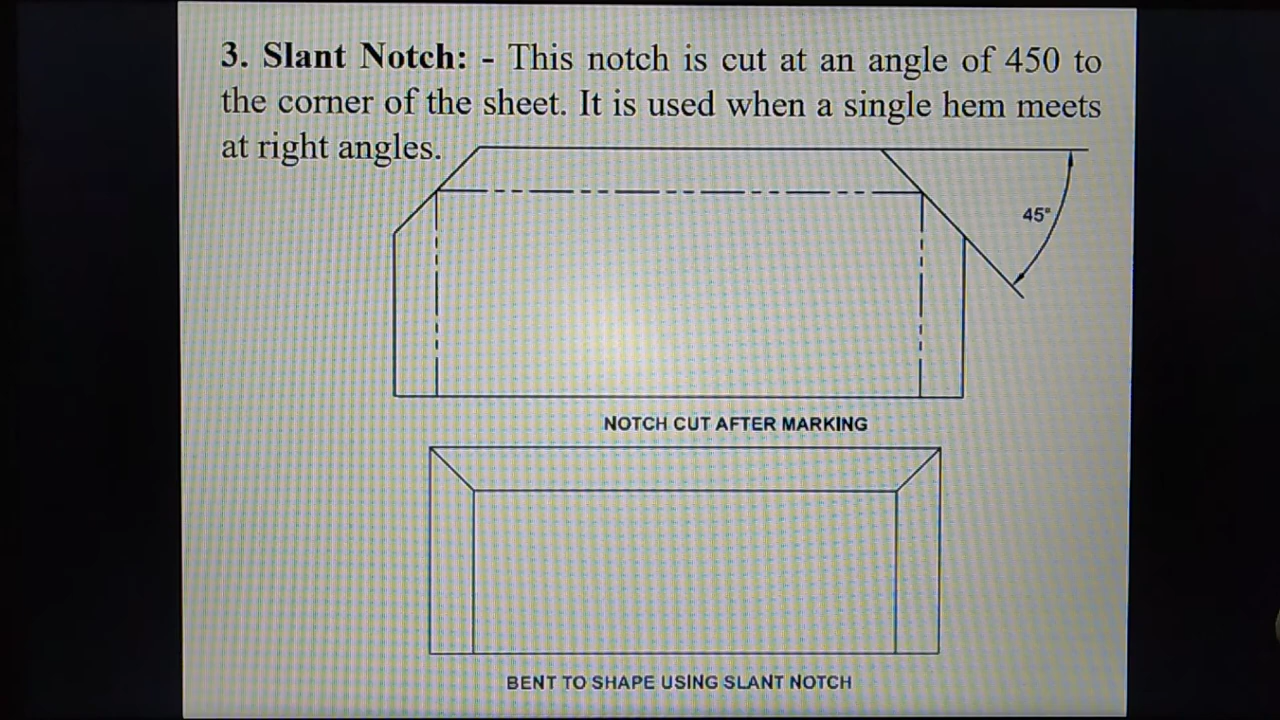 3. Slant Notch: - This notch is cut at an angle of 450 to
the corner of the sheet. It is used when a single hem meets
at right angles.
45°
NOTCH CUT AFTER MARKING
BENT TO SHAPE USING SLANT NOTCH